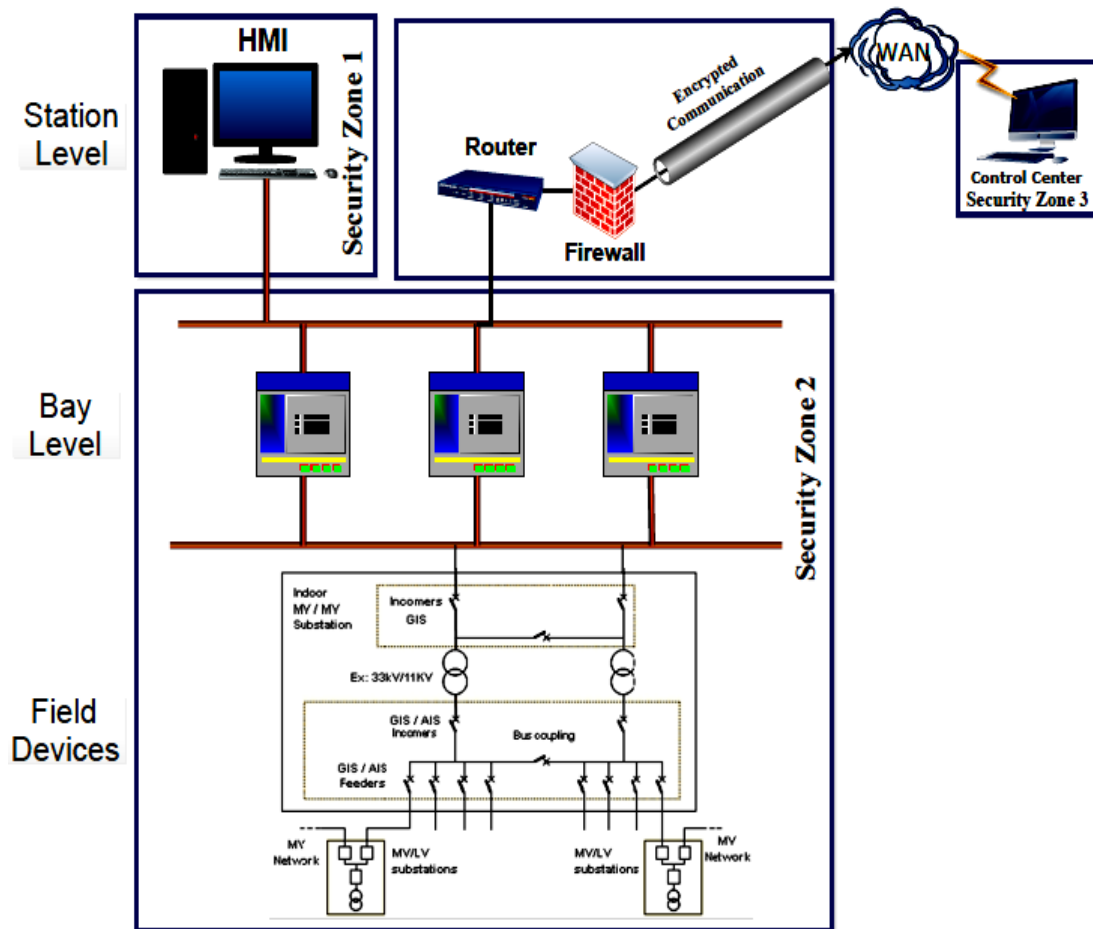 HMI
Security Zone 1
Station
Level
Router
Firewall
Encrypted
Communication
WAN
Control Center
Security Zone 3
Bay
Level
Security Zone 2
Field
Devices
Indoor
MV / MV
Substation
Incomers
GIS
Ex: 33kV/11KV
GIS / AIS
Incomers
Bus coupling
GIS / AIS
Feeders
MV
Network
MV/LV
substations
MV/LV
substations
MV
Network